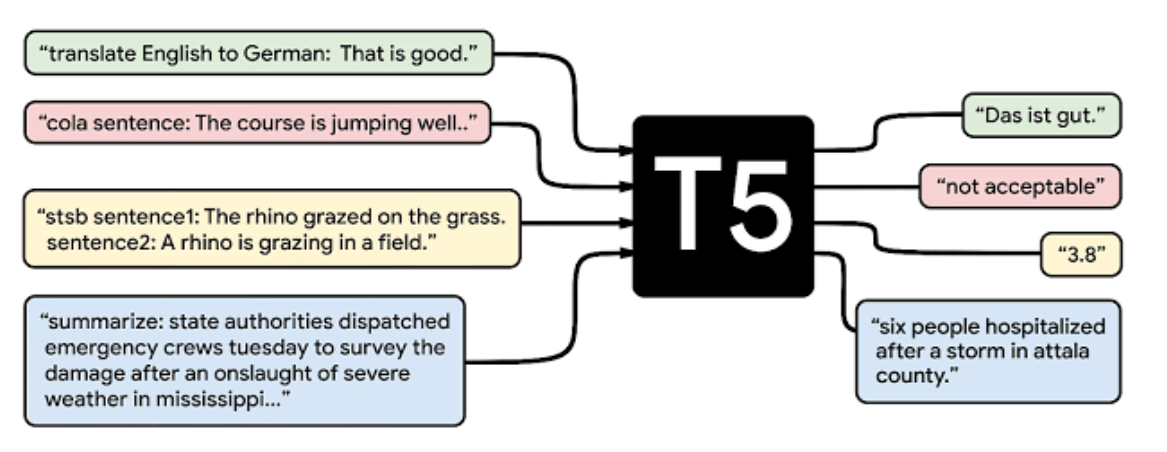 “translate English to German:  That is good.”
“cola sentence: The course is jumping well..”
“stsb sentence1: The rhino grazed on the grass.
sentence2: A rhino is grazing in a field.”
“summarize: state authorities dispatched
emergency crews tuesday to survey the
damage after an onslaught of severe
weather in mississippi...”
T5
“Das ist gut.”
“not acceptable”
“3.8”
“six people hospitalized
after a storm in attala
county.”